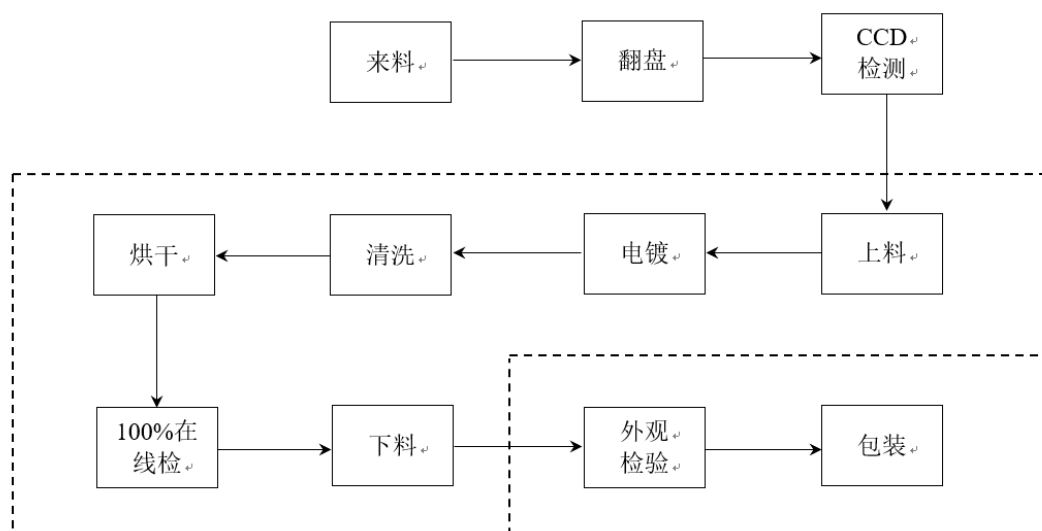 来料
翻盘
CCD
检测
烘干
清洗
电镀
上料
100%在
线检
下料
外观
检验
包装